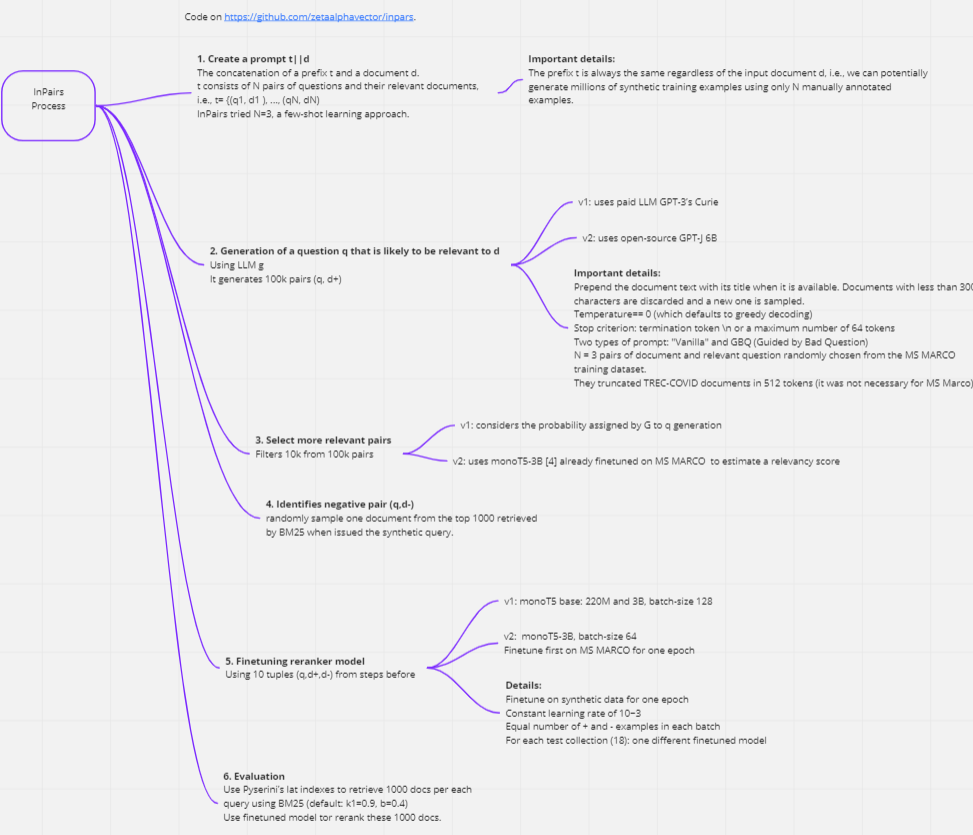 Code on https://github.com/zetaalphavector/inpars.
InPairs
Process
1. Create a prompt t||d
The concatenation of a prefix t and a document d.
t consists of N pairs of questions and their relevant documents,
i.e., t= {(q1, d1 ), ..., (qN, dN)
InPairs tried N=3, a few-shot learning approach.
Important details:
The prefix t is always the same regardless of the input document d, i.e., we can potentially
generate millions of synthetic training examples using only N manually annotated
examples.
2. Generation of a question q that is likely to be relevant to d
Using LLM g
It generates 100k pairs (q, d+)
v1: uses paid LLM GPT-3's Curie
v2: uses open-source GPT-J 6B
Important details:
Prepend the document text with its title when it is available. Documents with less than 300
characters are discarded and a new one is sampled.
Temperature== 0 (which defaults to greedy decoding)
Stop criterion: termination token \n or a maximum number of 64 tokens
Two types of prompt: "Vanilla" and GBQ (Guided by Bad Question)
N = 3 pairs of document and relevant question randomly chosen from the MS MARCO
training dataset.
They truncated TREC-COVID documents in 512 tokens (it was not necessary for MS Marco)
3. Select more relevant pairs
Filters 10k from 100k pairs
v1: considers the probability assigned by G to q generation
v2: uses monoT5-3B [4] already finetuned on MS MARCO to estimate a relevancy score
4. Identifies negative pair (q,d-)
randomly sample one document from the top 1000 retrieved
by BM25 when issued the synthetic query.
5. Finetuning reranker model
Using 10 tuples (q,d+,d-) from steps before
v1: monoT5 base: 220M and 3B, batch-size 128
v2: monoT5-3B, batch-size 64
Finetune first on MS MARCO for one epoch
Details:
Finetune on synthetic data for one epoch
Constant learning rate of 10−3
Equal number of + and - examples in each batch
For each test collection (18): one different finetuned model
6. Evaluation
Use Pyserini's lat indexes to retrieve 1000 docs per each
query using BM25 (default: k1=0.9, b=0.4)
Use finetuned model tor rerank these 1000 docs.